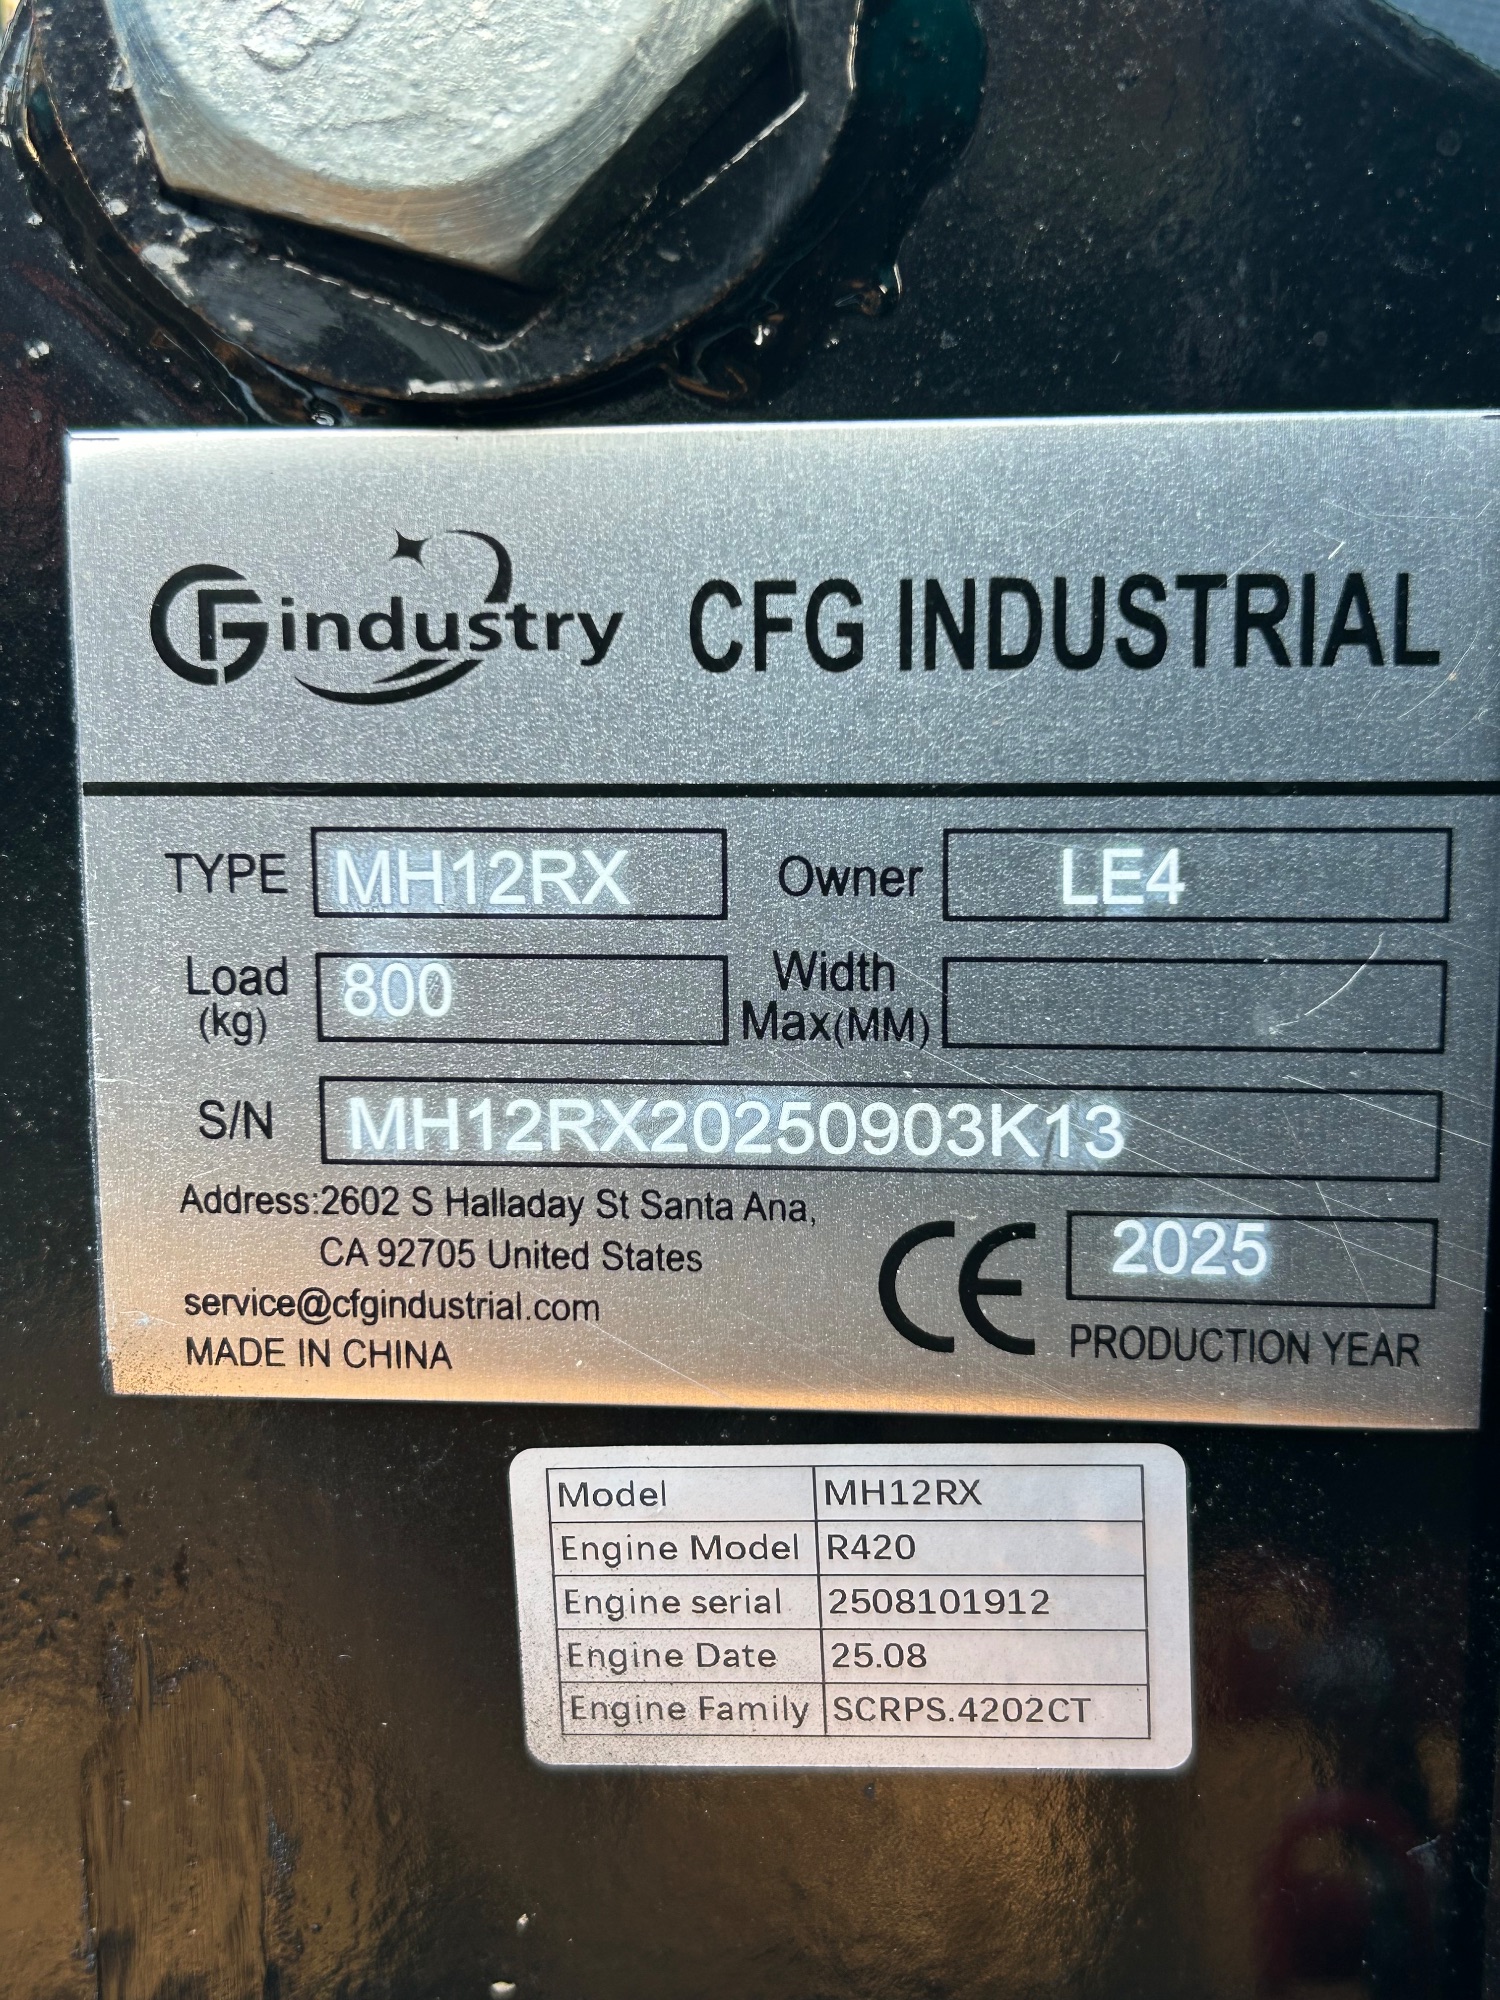 CFG industry CFG INDUSTRIAL
TYPE MH12RX Owner LE4
Load (kg) 800 Width Max(MM)
S/N MH12RX20250903K13
Address:2602 S Halladay St Santa Ana,
CA 92705 United States
service@cfgindustrial.com
MADE IN CHINA
CE 2025
PRODUCTION YEAR
Model MH12RX
Engine Model R420
Engine serial 2508101912
Engine Date 25.08
Engine Family SCRPS.4202CT